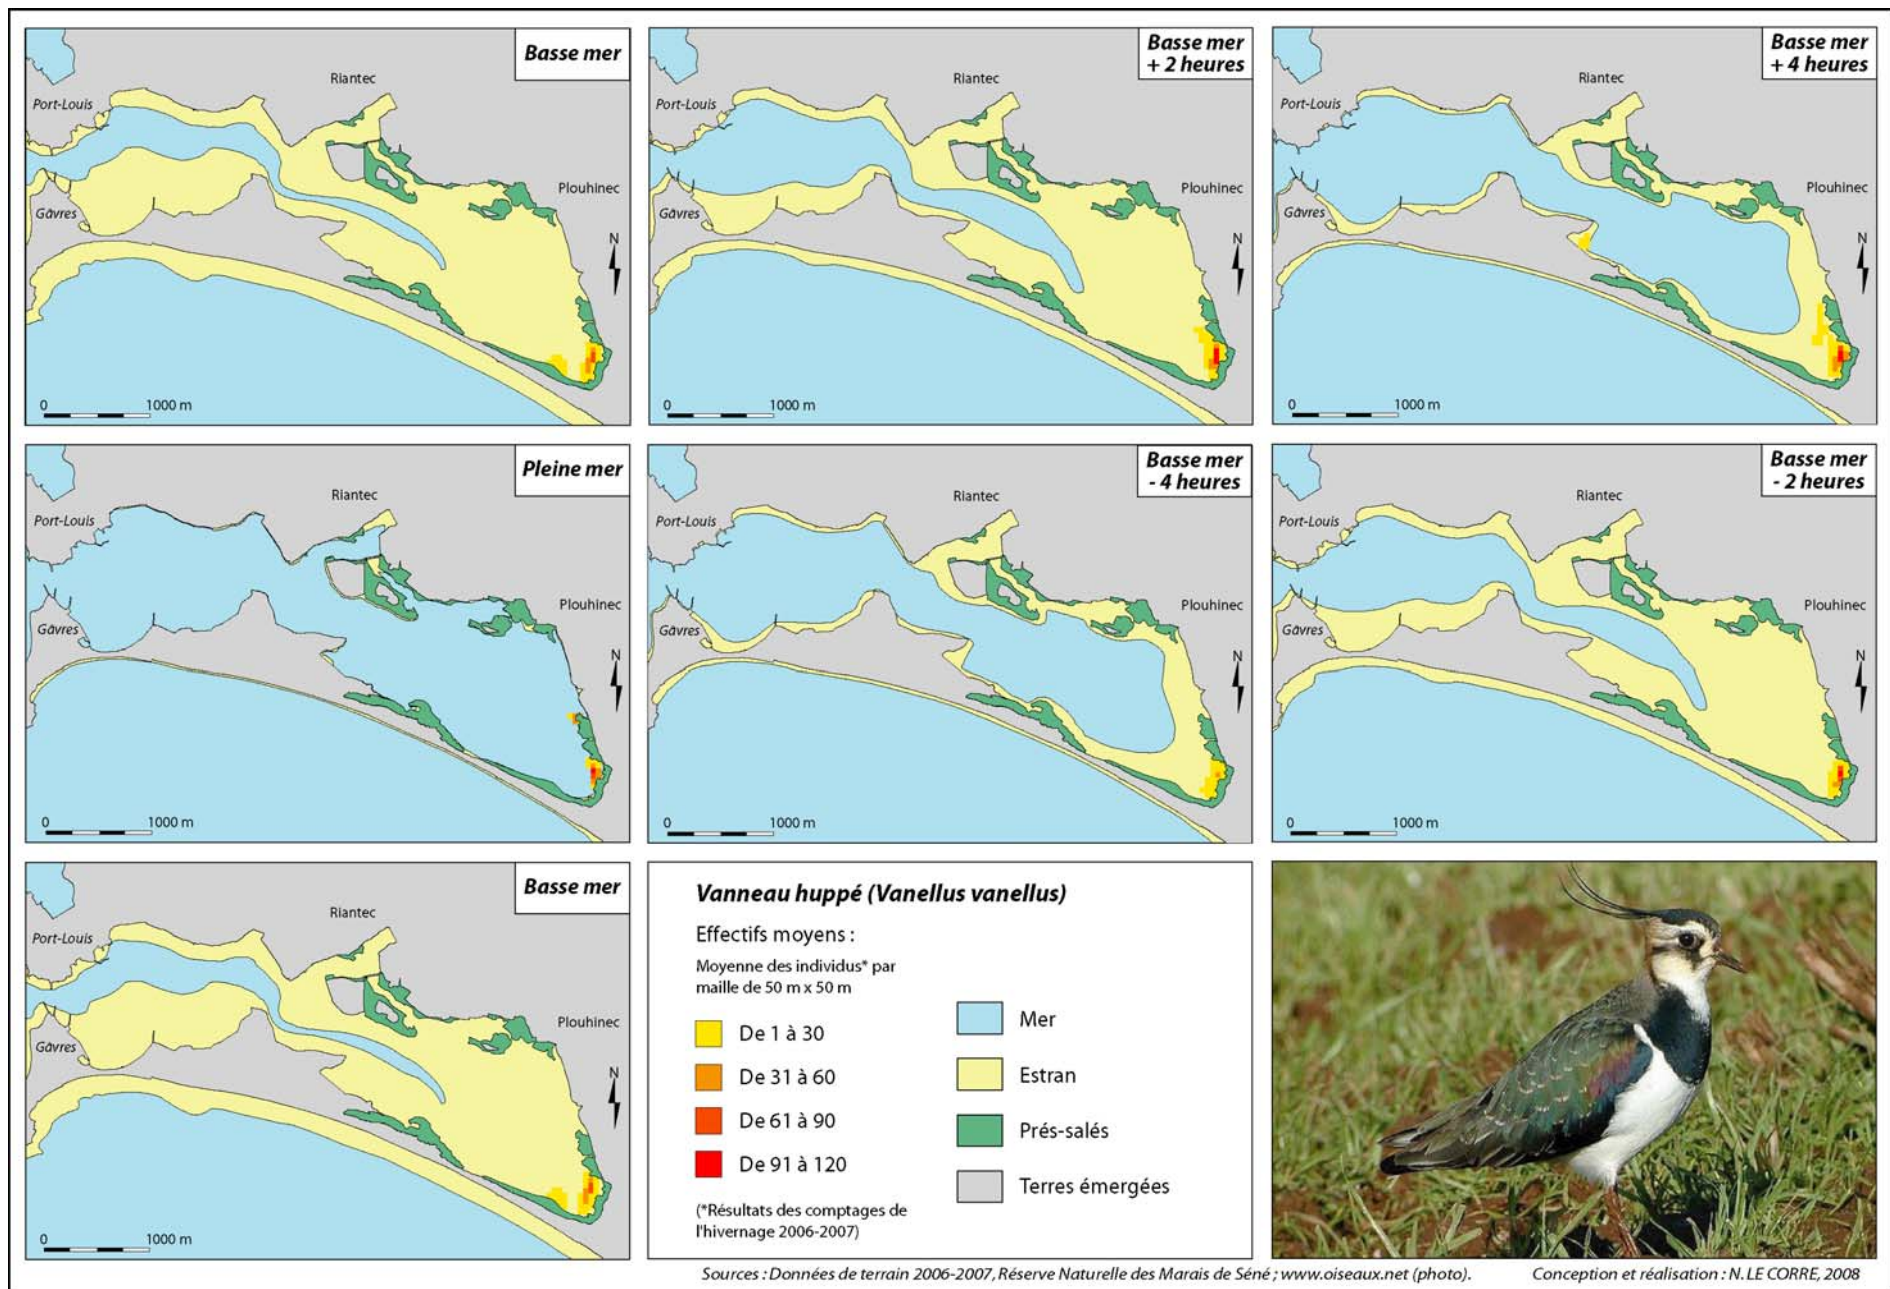 Basse mer
Riantec
Port-Louis
Plouhinec
Gâvres
N
0 1000 m
Basse mer
+ 2 heures
Riantec
Port-Louis
Plouhinec
Gâvres
N
0 1000 m
Basse mer
+ 4 heures
Riantec
Port-Louis
Plouhinec
Gâvres
N
0 1000 m
Pleine mer
Riantec
Port-Louis
Plouhinec
Gâvres
N
0 1000 m
Basse mer
- 4 heures
Riantec
Port-Louis
Plouhinec
Gâvres
N
0 1000 m
Basse mer
- 2 heures
Riantec
Port-Louis
Plouhinec
Gâvres
N
0 1000 m
Basse mer
Riantec
Port-Louis
Plouhinec
Gâvres
N
0 1000 m
Vanneau huppé (Vanellus vanellus)
Effectifs moyens :
Moyenne des individus* par
maille de 50 m x 50 m
De 1 à 30
De 31 à 60
De 61 à 90
De 91 à 120
(*Résultats des comptages de
l'hivernage 2006-2007)
Mer
Estran
Prés-salés
Terres émergées
Sources : Données de terrain 2006-2007, Réserve Naturelle des Marais de Séné ; www.oiseaux.net (photo).
Conception et réalisation : N. LE CORRE, 2008